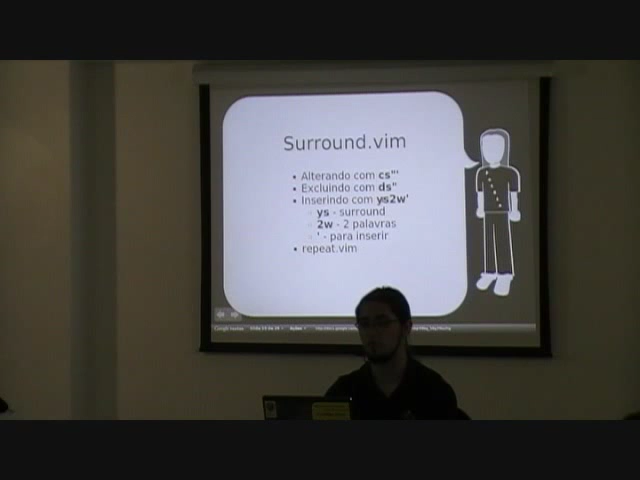 Surround.vim
• Alterando com cs"'
• Excluindo com ds"
• Inserindo com ys2w'
◦ ys - surround
◦ 2w - 2 palavras
◦ ' - para inserir
• repeat.vim